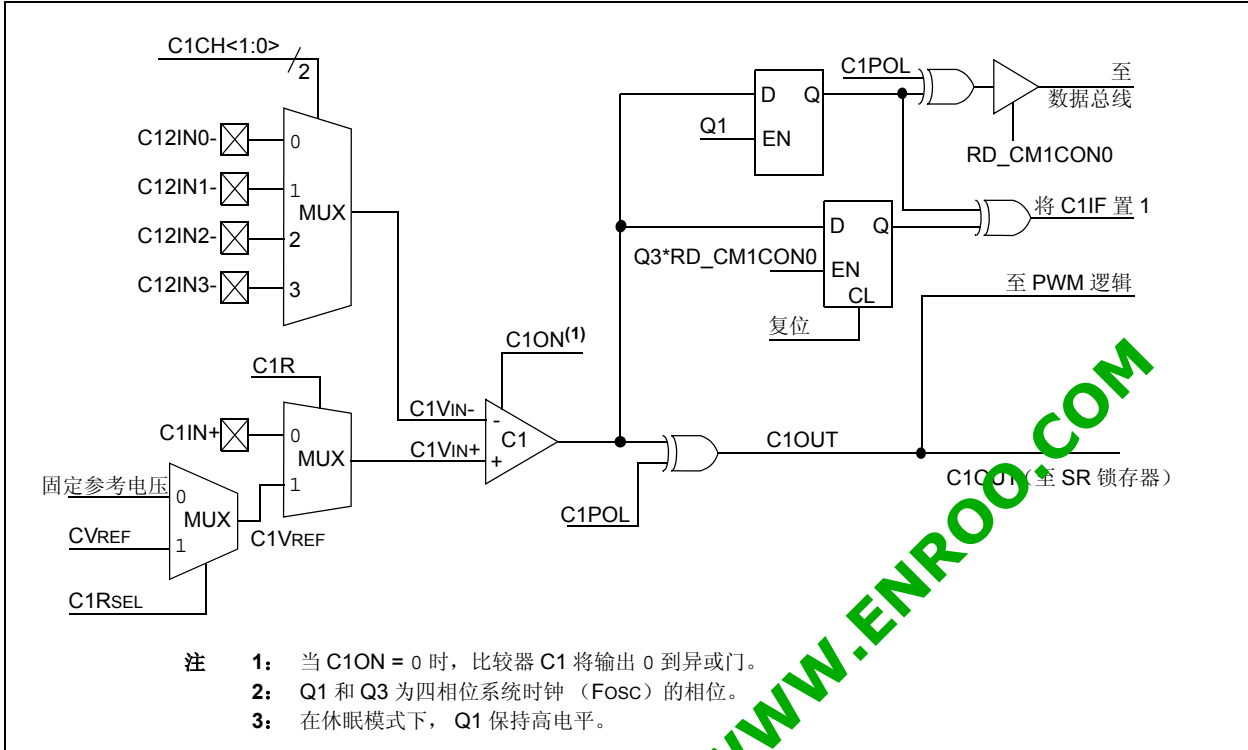 C1CH<1:0>
2
C12IN0-
0
C12IN1-
1
MUX
C12IN2-
2
C12IN3-
3
C1R
C1IN+
0
MUX
1
固定参考电压
0
MUX
CVREF
1
C1VREF
C1RSEL
C1ON(1)
C1VIN-
-
C1
C1VIN+
+
C1POL
C1OUT
D Q
Q1
EN
C1POL
至
数据总线
RD_CM1CON0
D Q
Q3*RD_CM1CON0
EN
CL
复位
将 C1IF 置 1
至 PWM 逻辑
C1OUT（至 SR 锁存器）
注 1： 当 C1ON = 0 时，比较器 C1 将输出 0 到异或门。
2： Q1 和 Q3 为四相位系统时钟 （FOSC）的相位。
3： 在休眠模式下， Q1 保持高电平。
WWW.ENROO.COM